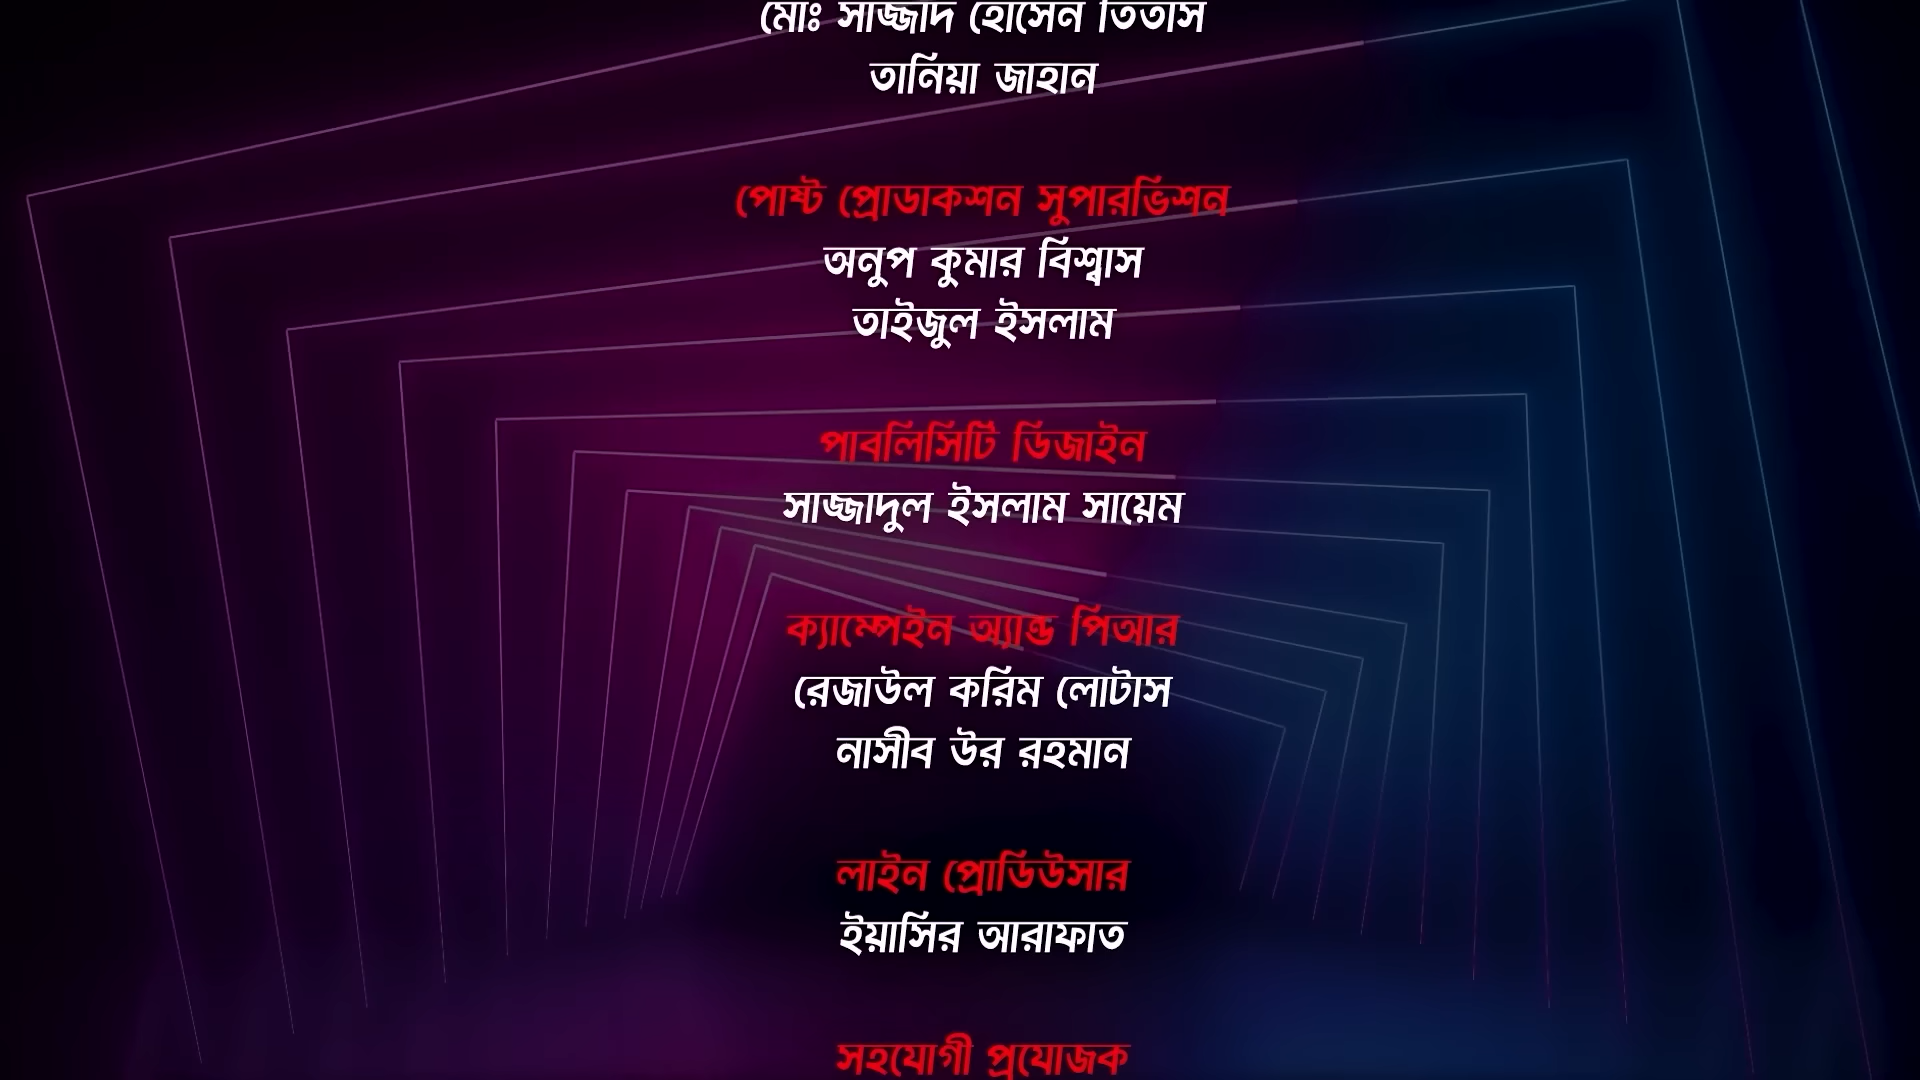 মোঃ সাজ্জাদ হোসেন তিতাস
তানিয়া জাহান
পোষ্ট প্রোডাকশন সুপারভিশন
অনুপ কুমার বিশ্বাস
তাইজুল ইসলাম
পাবলিসিটি ডিজাইন
সাজ্জাদুল ইসলাম সায়েম
ক্যাম্পেইন অ্যান্ড পিআর
রেজাউল করিম লোটাস
নাসীব উর রহমান
লাইন প্রোডিউসার
ইয়াসির আরাফাত
সহযোগী প্রযোজক